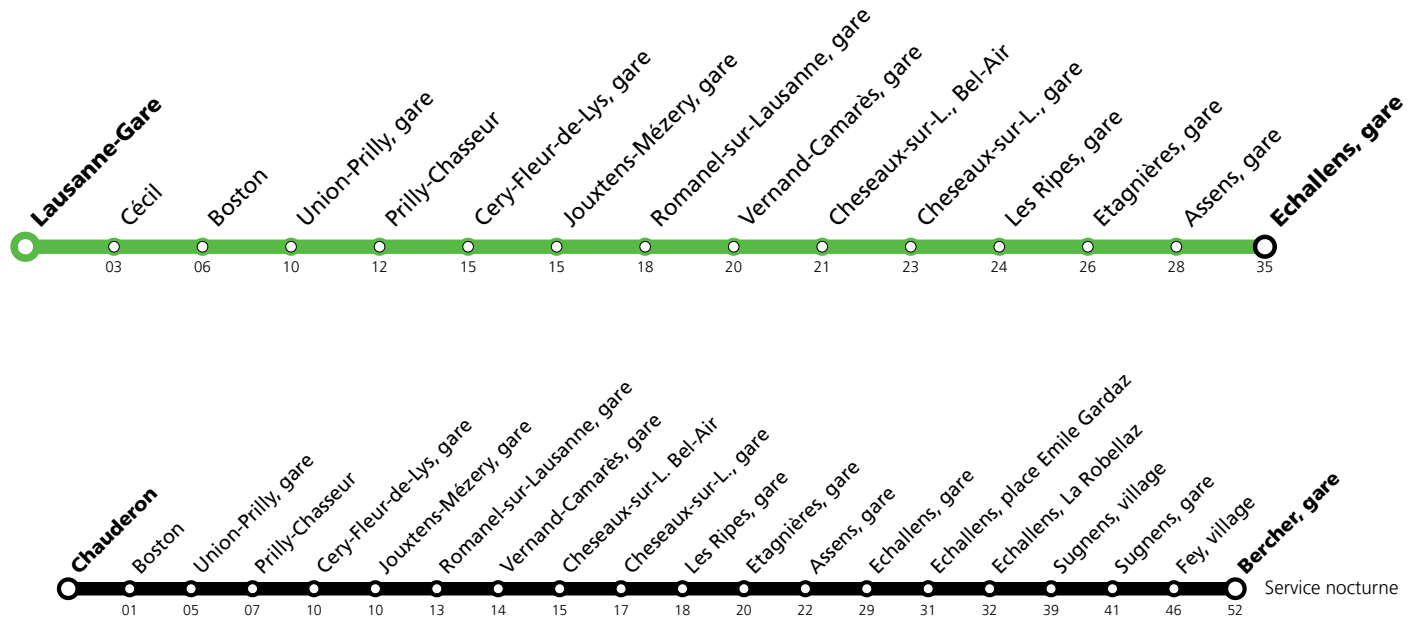 Lausanne-Gare
Cécil
Boston
Union-Prilly, gare
Prilly-Chasseur
Cery-Fleur-de-Lys, gare
Jouxtens-Mézery, gare
Romanel-sur-Lausanne, gare
Vernand-Camarès, gare
Cheseaux-sur-L., Bel-Air
Cheseaux-sur-L., gare
Les Ripes, gare
Etagnières, gare
Assens, gare
Echallens, gare
03 06 10 12 15 15 18 20 21 23 24 26 28 35
Chauderon
Boston
Union-Prilly, gare
Prilly-Chasseur
Cery-Fleur-de-Lys, gare
Jouxtens-Mézery, gare
Romanel-sur-Lausanne, gare
Vernand-Camarès, gare
Cheseaux-sur-L. Bel-Air
Cheseaux-sur-L., gare
Les Ripes, gare
Etagnières, gare
Assens, gare
Echallens, gare
Echallens, place Emile Gardaz
Echallens, La Robellaz
Sugnens, village
Sugnens, gare
Fey, village
Bercher, gare
Service nocturne
01 05 07 10 10 13 14 15 17 18 20 22 29 31 32 39 41 46 52